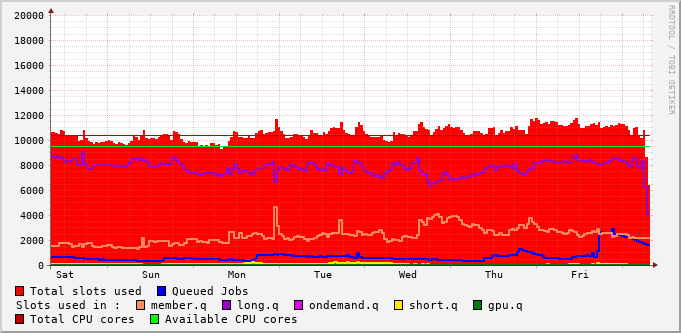 20000
18000
16000
14000
12000
10000
8000
6000
4000
2000
0
Sat Sun Mon Tue Wed Thu Fri
RRDTOOL / TOBI OETIKER
Total slots used Queued Jobs
Slots used in : member.q long.q ondemand.q short.q gpu.q
Total CPU cores Available CPU cores